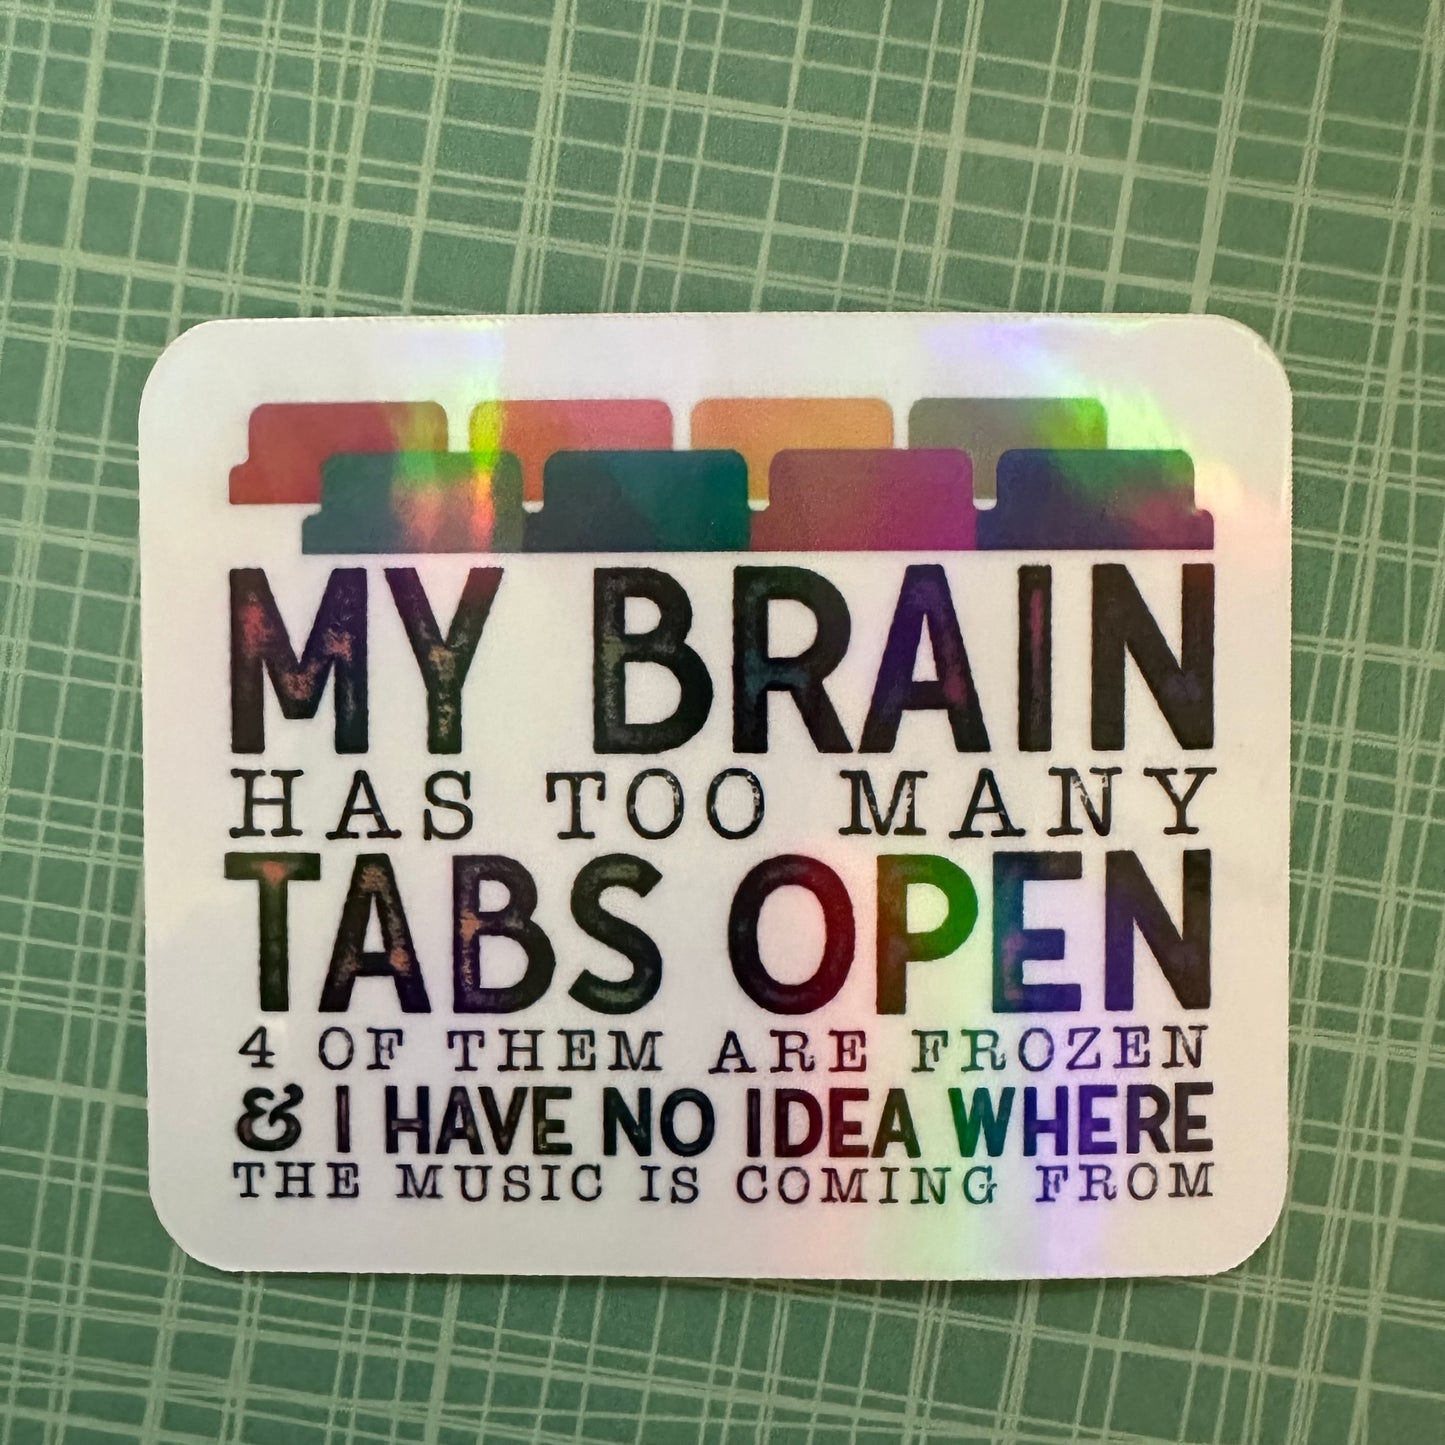 MY BRAIN
HAS TOO MANY
TABS OPEN
4 OF THEM ARE FROZEN
& I HAVE NO IDEA WHERE
THE MUSIC IS COMING FROM